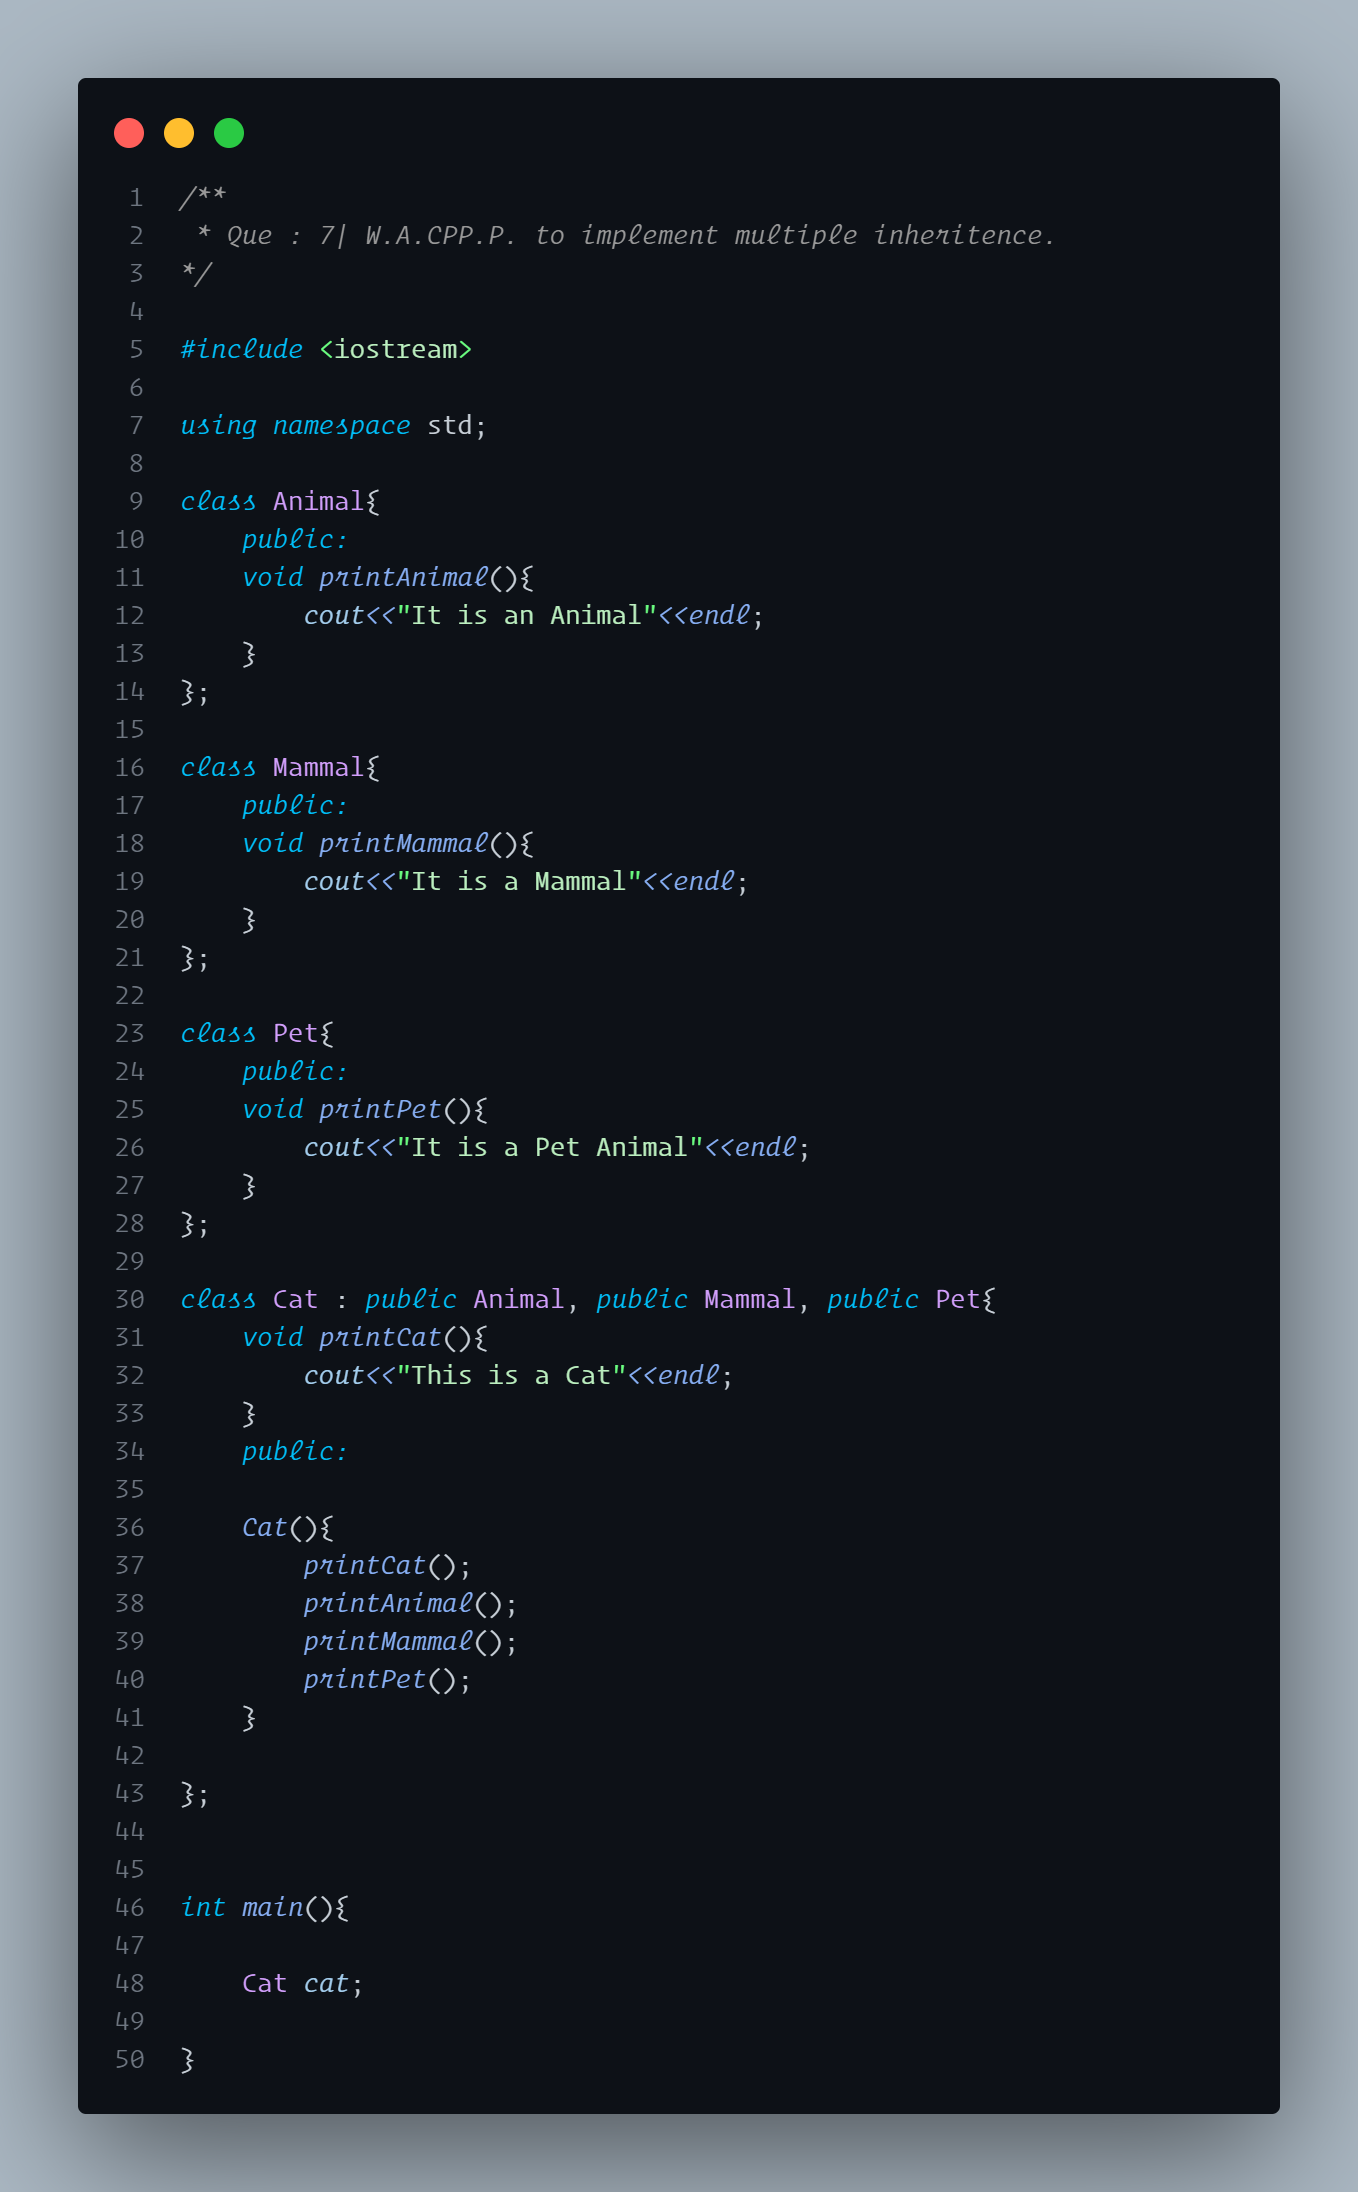 1 /**
2  * Que : 7| W.A.CPP.P. to implement multiple inheritence.
3 */
4
5 #include <iostream>
6
7 using namespace std;
8
9 class Animal{
10     public:
11     void printAnimal(){
12         cout<<"It is an Animal"<<endl;
13     }
14 };
15
16 class Mammal{
17     public:
18     void printMammal(){
19         cout<<"It is a Mammal"<<endl;
20     }
21 };
22
23 class Pet{
24     public:
25     void printPet(){
26         cout<<"It is a Pet Animal"<<endl;
27     }
28 };
29
30 class Cat : public Animal, public Mammal, public Pet{
31     void printCat(){
32         cout<<"This is a Cat"<<endl;
33     }
34     public:
35
36     Cat(){
37         printCat();
38         printAnimal();
39         printMammal();
40         printPet();
41     }
42
43 };
44
45
46 int main(){
47
48     Cat cat;
49
50 }